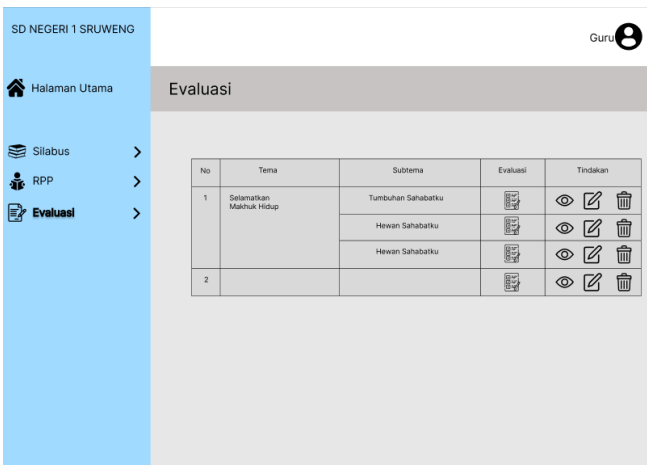 SD NEGERI 1 SRUWENG
Guru
Halaman Utama
Evaluasi
Silabus
RPP
Evaluasi
No Tema Subtema Evaluasi Tindakan
1 Selamatkan Tumbuhan Sahabatku
Makhuk Hidup
Hewan Sahabatku
Hewan Sahabatku
2